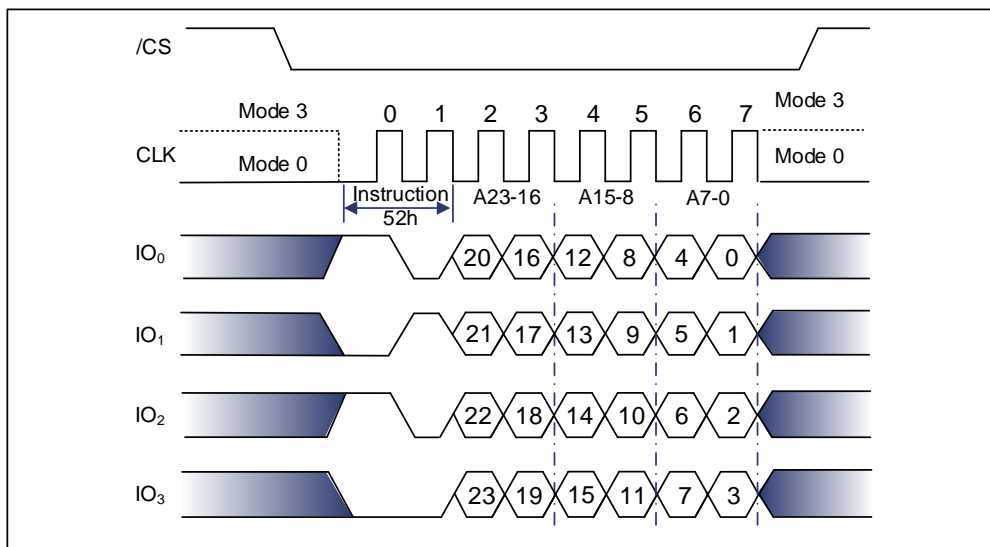 /CS
Mode 3 0 1 2 3 4 5 6 7 Mode 3
CLK Mode 0 Mode 0
Instruction A23-16 A15-8 A7-0
52h
IO0 20 16 12 8 4 0
IO1 21 17 13 9 5 1
IO2 22 18 14 10 6 2
IO3 23 19 15 11 7 3